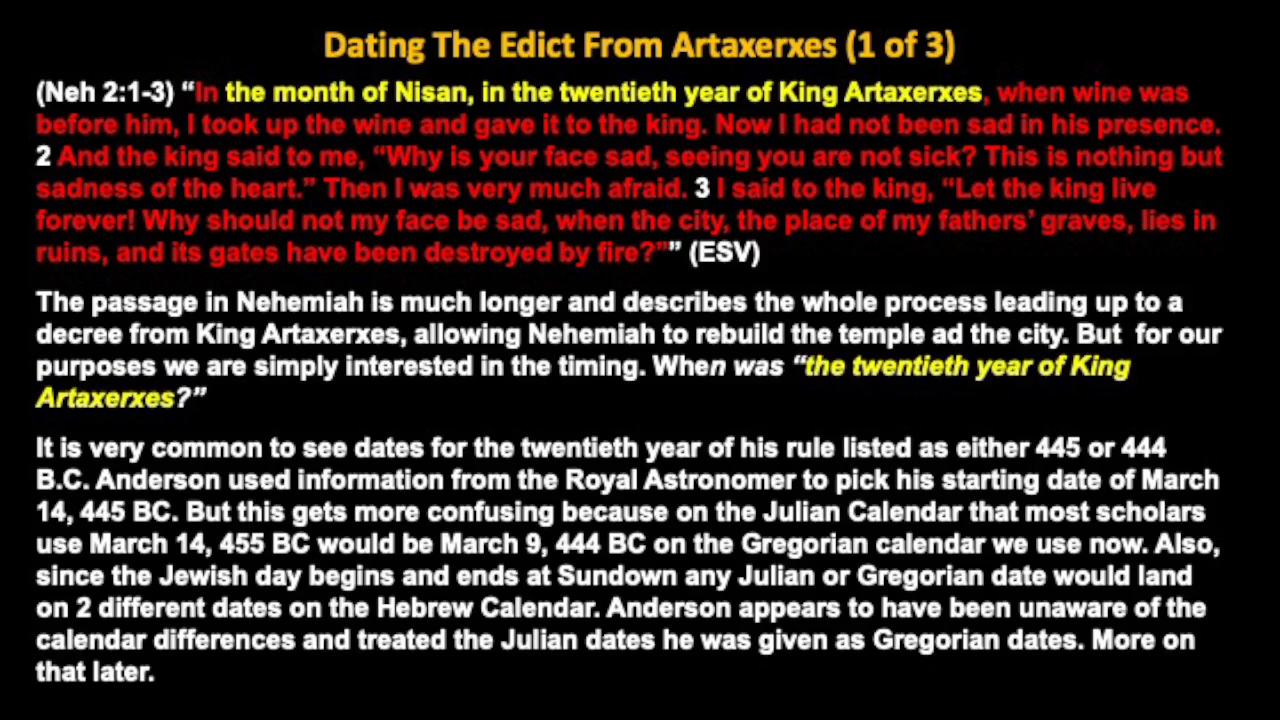 Dating The Edict From Artaxerxes (1 of 3)
(Neh 2:1-3) “In the month of Nisan, in the twentieth year of King Artaxerxes, when wine was
before him, I took up the wine and gave it to the king. Now I had not been sad in his presence.
2 And the king said to me, “Why is your face sad, seeing you are not sick? This is nothing but
sadness of the heart.” Then I was very much afraid. 3 I said to the king, “Let the king live
forever! Why should not my face be sad, when the city, the place of my fathers’ graves, lies in
ruins, and its gates have been destroyed by fire?”” (ESV)
The passage in Nehemiah is much longer and describes the whole process leading up to a
decree from King Artaxerxes, allowing Nehemiah to rebuild the temple ad the city. But for our
purposes we are simply interested in the timing. When was “the twentieth year of King
Artaxerxes?”
It is very common to see dates for the twentieth year of his rule listed as either 445 or 444
B.C. Anderson used information from the Royal Astronomer to pick his starting date of March
14, 445 BC. But this gets more confusing because on the Julian Calendar that most scholars
use March 14, 455 BC would be March 9, 444 BC on the Gregorian calendar we use now. Also,
since the Jewish day begins and ends at Sundown any Julian or Gregorian date would land
on 2 different dates on the Hebrew Calendar. Anderson appears to have been unaware of the
calendar differences and treated the Julian dates he was given as Gregorian dates. More on
that later.